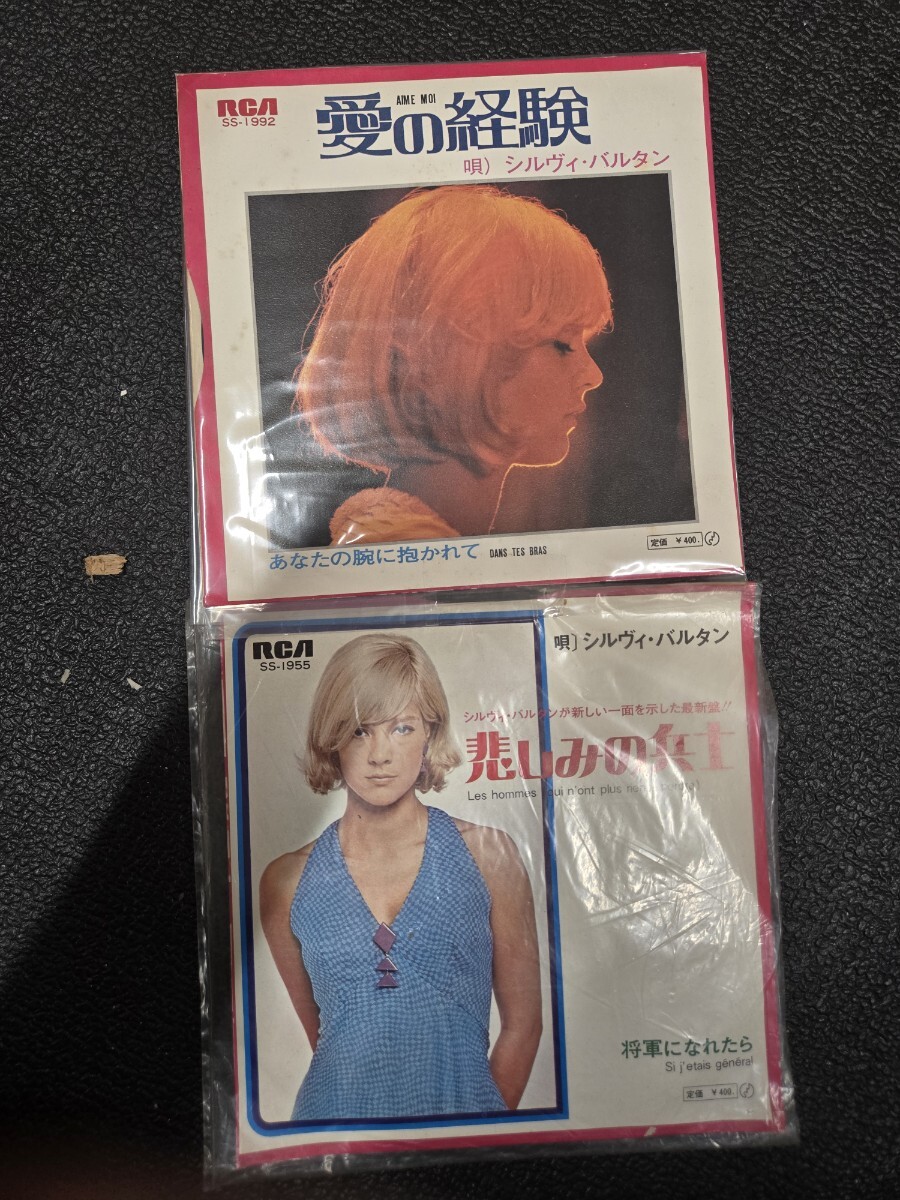 RCA
SS-1992
AIME MOI
愛の経験
唄）シルヴィ・バルタン
あなたの腕に抱かれて DANS TES BRAS
定価 ￥400.
RCA
SS-1955
唄〕シルヴィ・バルタン
シルヴィ・バルタンが新しい一面を示した最新盤!!
悲しみの兵士
Les hommes (qui n'ont plus rien
将軍になれたら
Si j'etais général
定価 ￥400.